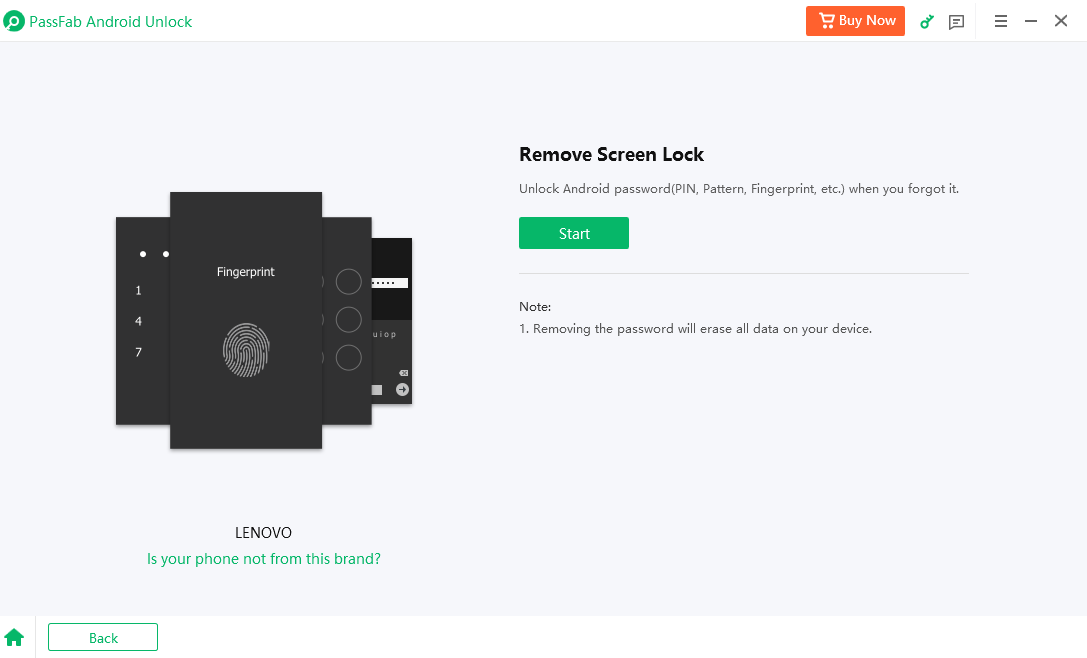 PassFab Android Unlock
Buy Now
Remove Screen Lock
Unlock Android password(PIN, Pattern, Fingerprint, etc.) when you forgot it.
Start
Note:
1. Removing the password will erase all data on your device.
Fingerprint
1
4
7
u i o p
LENOVO
Is your phone not from this brand?
Back